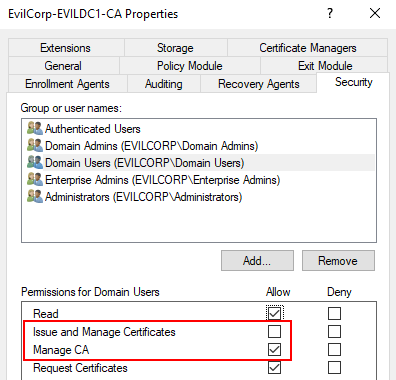 EvilCorp-EVILDC1-CA Properties
Extensions Storage Certificate Managers
General Policy Module Exit Module
Enrollment Agents Auditing Recovery Agents Security
Group or user names:
Authenticated Users
Domain Admins (EVILCORP\Domain Admins)
Domain Users (EVILCORP\Domain Users)
Enterprise Admins (EVILCORP\Enterprise Admins)
Administrators (EVILCORP\Administrators)
Add... Remove
Permissions for Domain Users Allow Deny
Read
Issue and Manage Certificates
Manage CA
Request Certificates